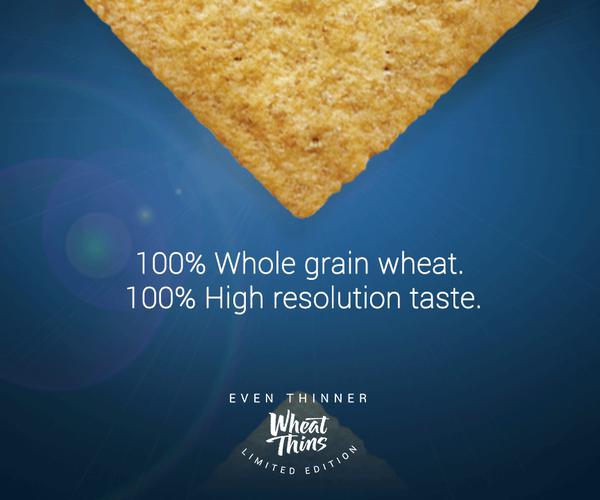 100% Whole grain wheat.
100% High resolution taste.
EVEN THINNER
Wheat
Thins
LIMITED EDITION